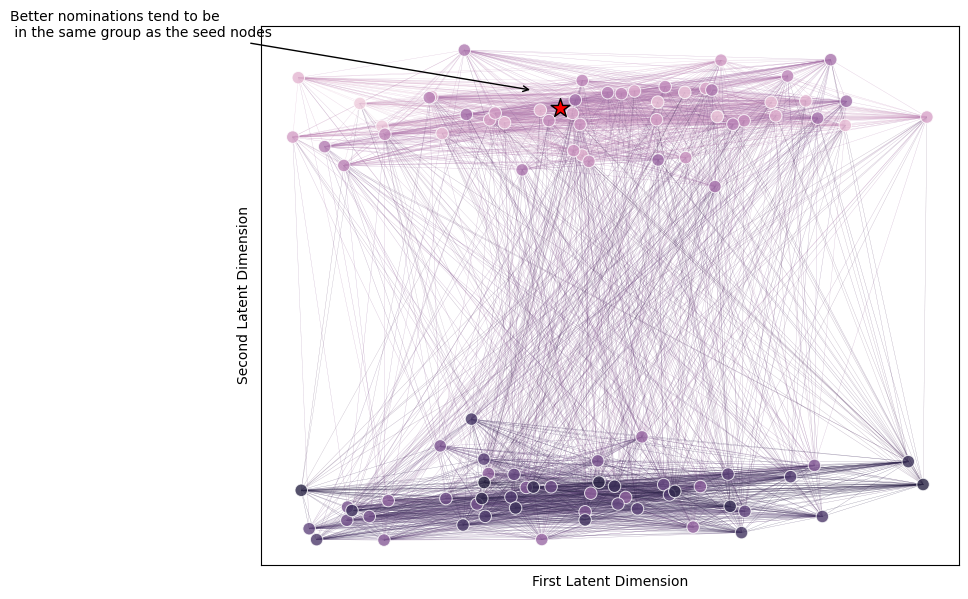 Better nominations tend to be
in the same group as the seed nodes
Second Latent Dimension
First Latent Dimension